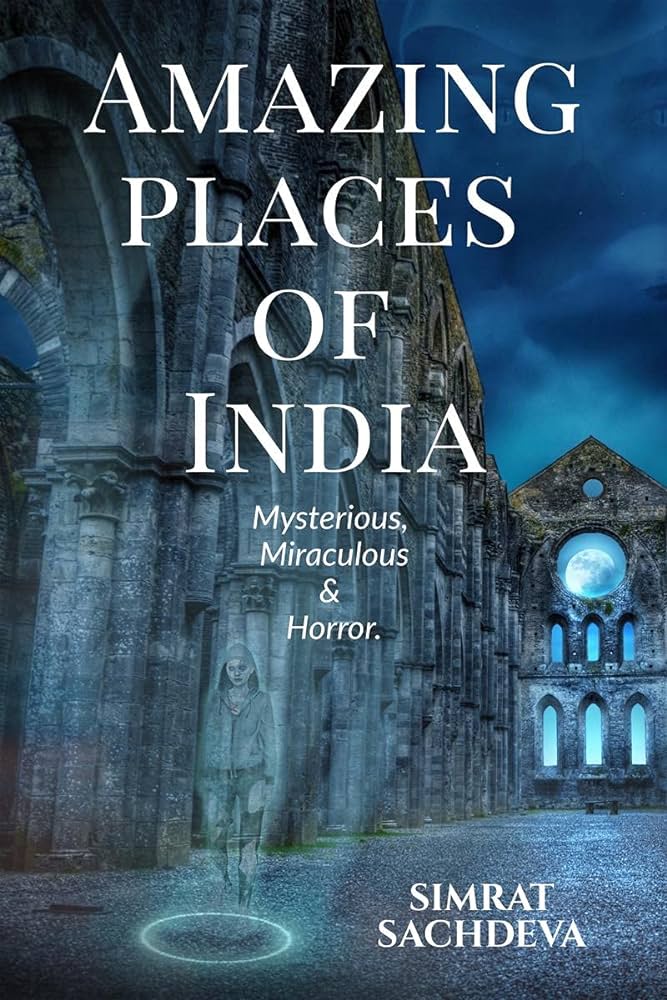 AMAZING
PLACES
OF
INDIA
Mysterious,
Miraculous
&
Horror.
SIMRAT
SACHDEVA